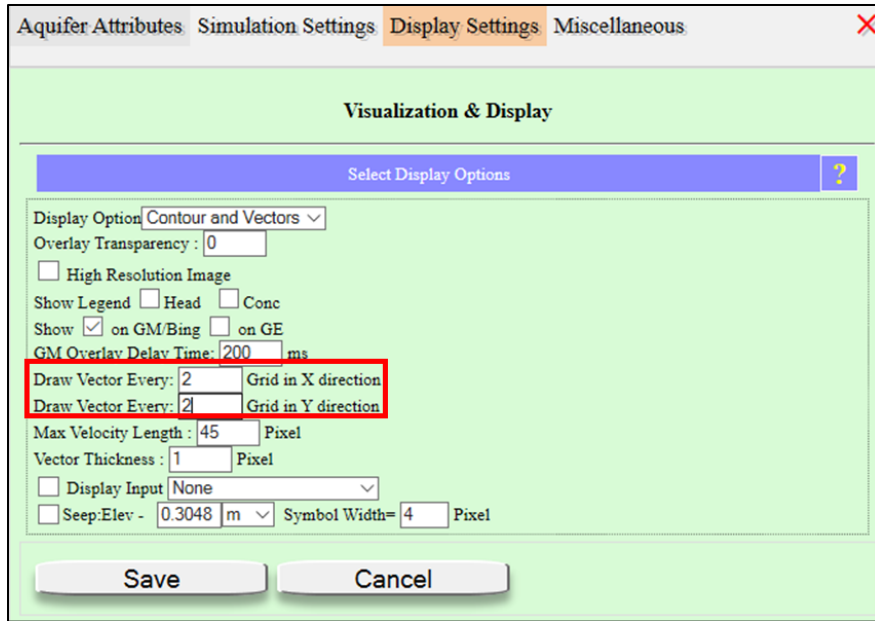 Aquifer Attributes Simulation Settings Display Settings Miscellaneous
Visualization & Display
Select Display Options ?
Display Option Contour and Vectors
Overlay Transparency : 0
High Resolution Image
Show Legend Head Conc
Show on GM/Bing on GE
GM Overlay Delay Time: 200 ms
Draw Vector Every: 2 Grid in X direction
Draw Vector Every: 2 Grid in Y direction
Max Velocity Length : 45 Pixel
Vector Thickness : 1 Pixel
Display Input None
Seep:Elev - 0.3048 m Symbol Width= 4 Pixel
Save Cancel